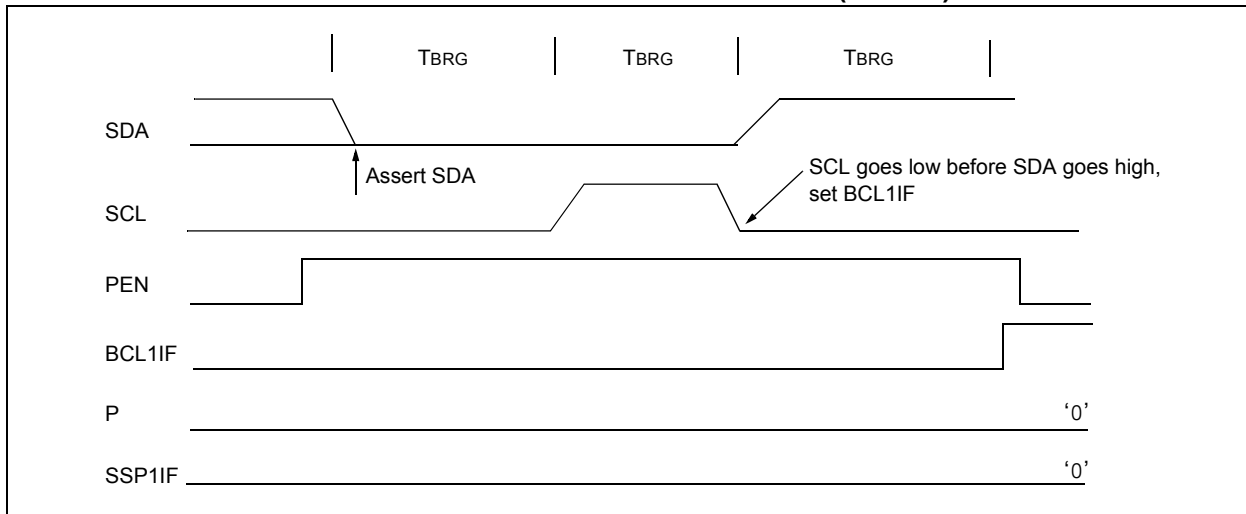 TBRG TBRG TBRG
SDA
Assert SDA
SCL goes low before SDA goes high,
set BCL1IF
SCL
PEN
BCL1IF
P '0'
SSP1IF '0'